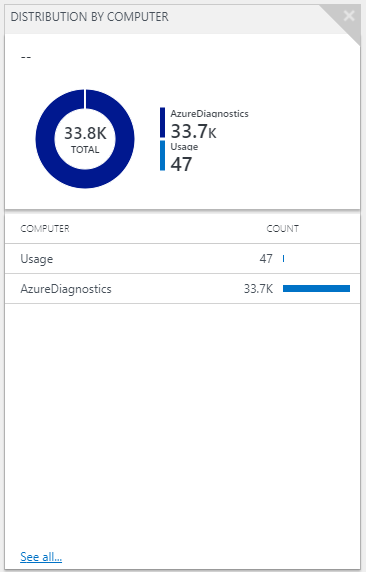 DISTRIBUTION BY COMPUTER
--
33.8K
TOTAL
AzureDiagnostics
33.7K
Usage
47
COMPUTER COUNT
Usage 47
AzureDiagnostics 33.7K
See all...